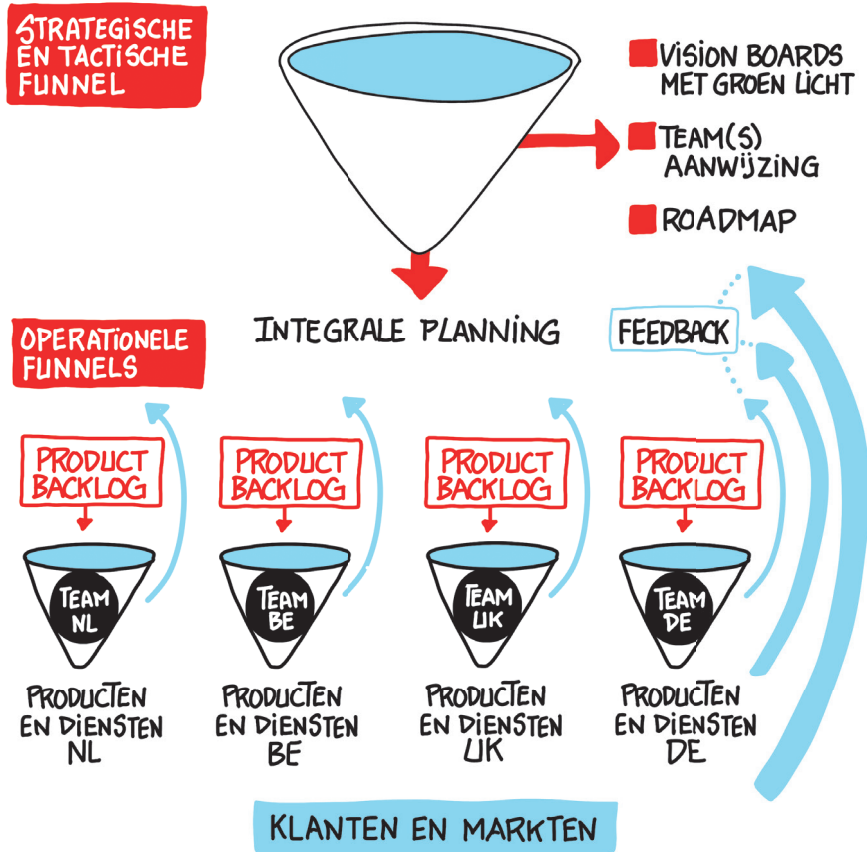 STRATEGISCHE
EN TACTISCHE
FUNNEL
VISION BOARDS
MET GROEN LICHT
TEAM(S)
AANWIJZING
ROADMAP
INTEGRALE PLANNING
FEEDBACK
OPERATIONELE
FUNNELS
PRODUCT
BACKLOG
PRODUCT
BACKLOG
PRODUCT
BACKLOG
PRODUCT
BACKLOG
TEAM
NL
TEAM
BE
TEAM
UK
TEAM
DE
PRODUCTEN
EN DIENSTEN
NL
PRODUCTEN
EN DIENSTEN
BE
PRODUCTEN
EN DIENSTEN
UK
PRODUCTEN
EN DIENSTEN
DE
KLANTEN EN MARKTEN